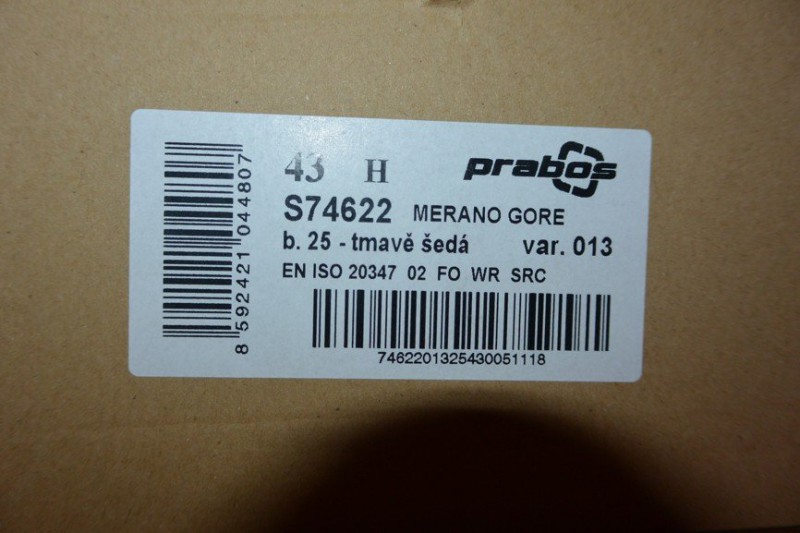 43 H
prabos
S74622 MERANO GORE
b. 25 - tmavě šedá var. 013
EN ISO 20347 02 FO WR SRC
7462201325430051118
8 592421 044807